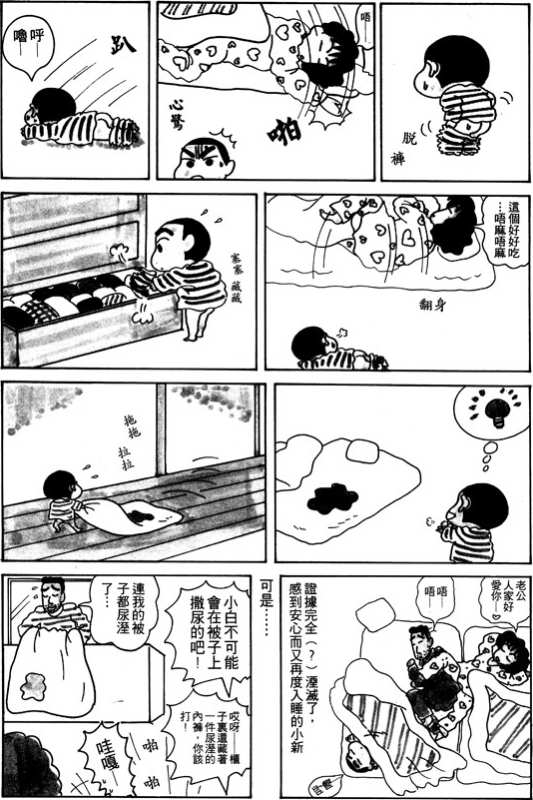 脫
褲
唔
啪
心驚
趴
嚕呼
這個好好吃
…唔麻唔麻
翻身
塞塞藏藏
拖拖
拉拉
老公
人家好
愛你—♡
唔
唔
證據完全（？）湮滅了，
感到安心而又再度入睡的小新
可是……
小白不可能
會在被子上
撒尿的吧！
連我的被
子都尿溼
了…
哎呀——櫃
子裏還藏著
一件尿溼的
內褲，你該
打！
啪
啪
哇嘎